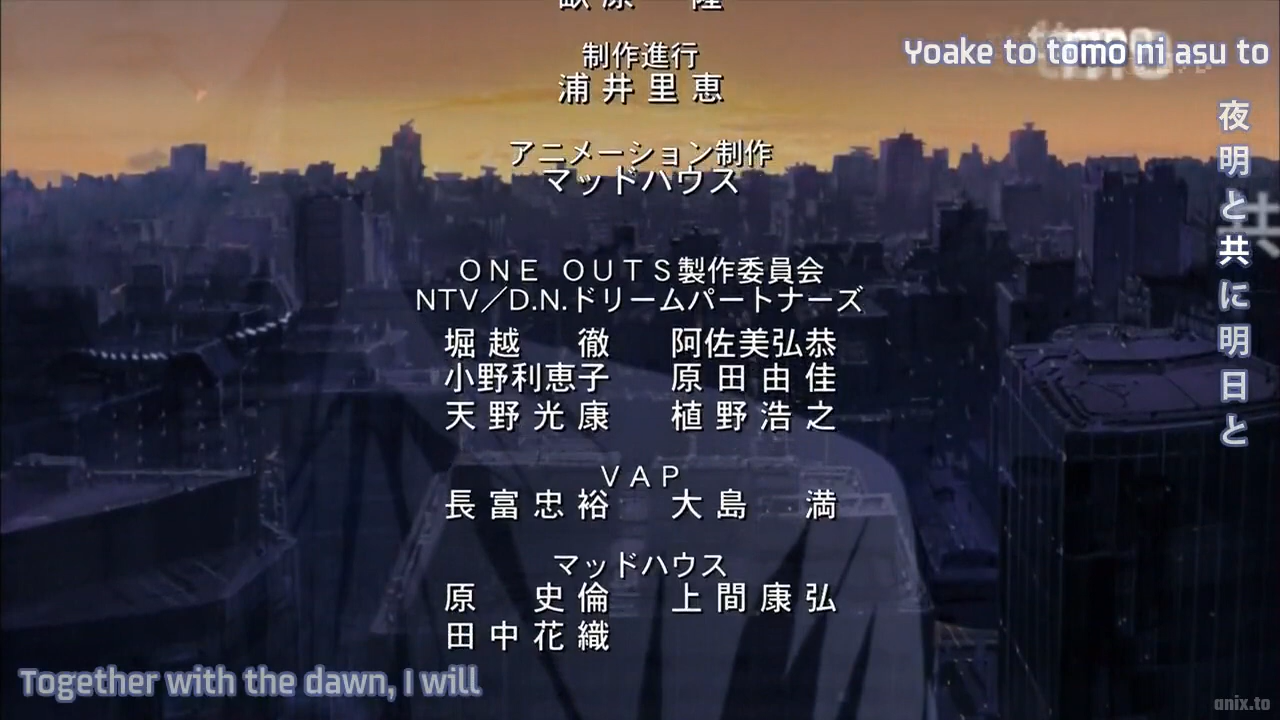 Yoake to tomo ni asu to
夜明と共に明日と
制作進行
浦井里恵
アニメーション制作
マッドハウス
ONE OUTS製作委員会
NTV／D.N.ドリームパートナーズ
堀越　徹　阿佐美弘恭
小野利恵子　原田由佳
天野光康　植野浩之
VAP
長富忠裕　大島　満
マッドハウス
原　史倫　上間康弘
田中花織
Together with the dawn, I will
anix.to